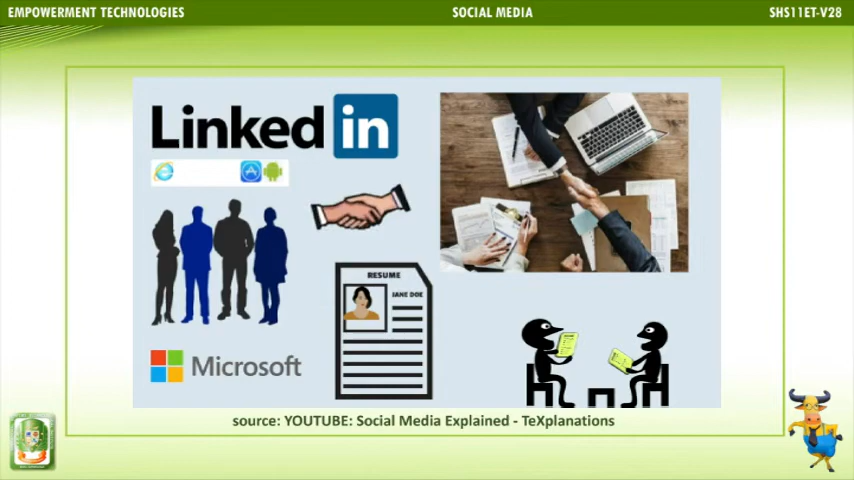 EMPOWERMENT TECHNOLOGIES
SOCIAL MEDIA
SHS11ET-V28
Linked in
RESUME
JANE DOE
Microsoft
source: YOUTUBE: Social Media Explained - TeXplanations